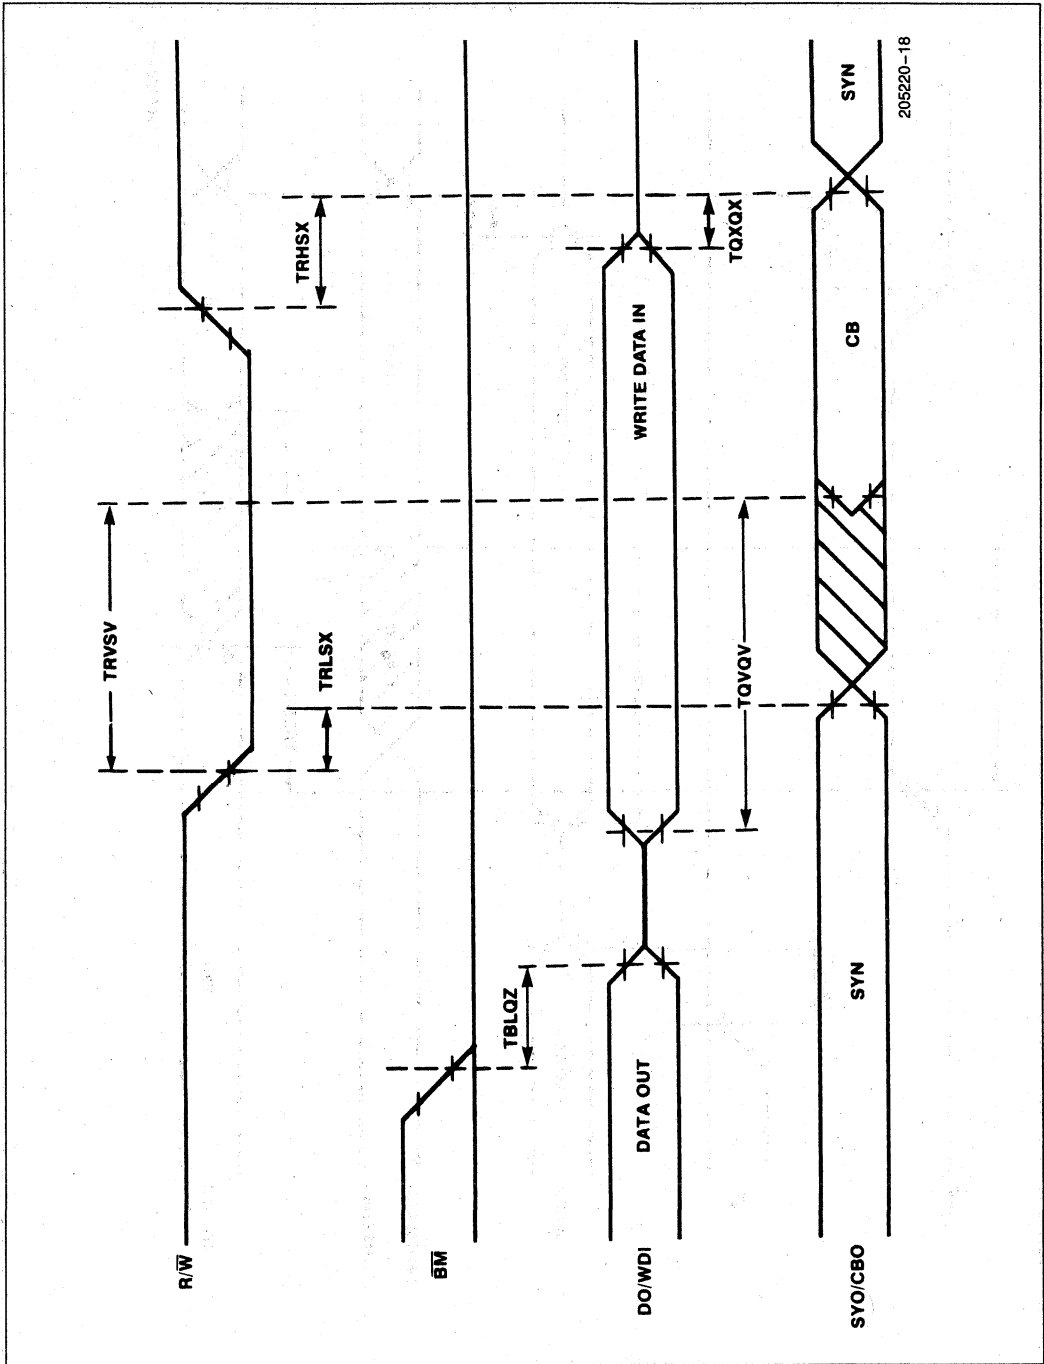 R/W̅
TRVSV
TRLSX
TRHSX
B̅M̅
TBLQZ
DO/WDI
DATA OUT
WRITE DATA IN
TQVQV
TQXQX
SYO/CBO
SYN
CB
SYN
205220–18